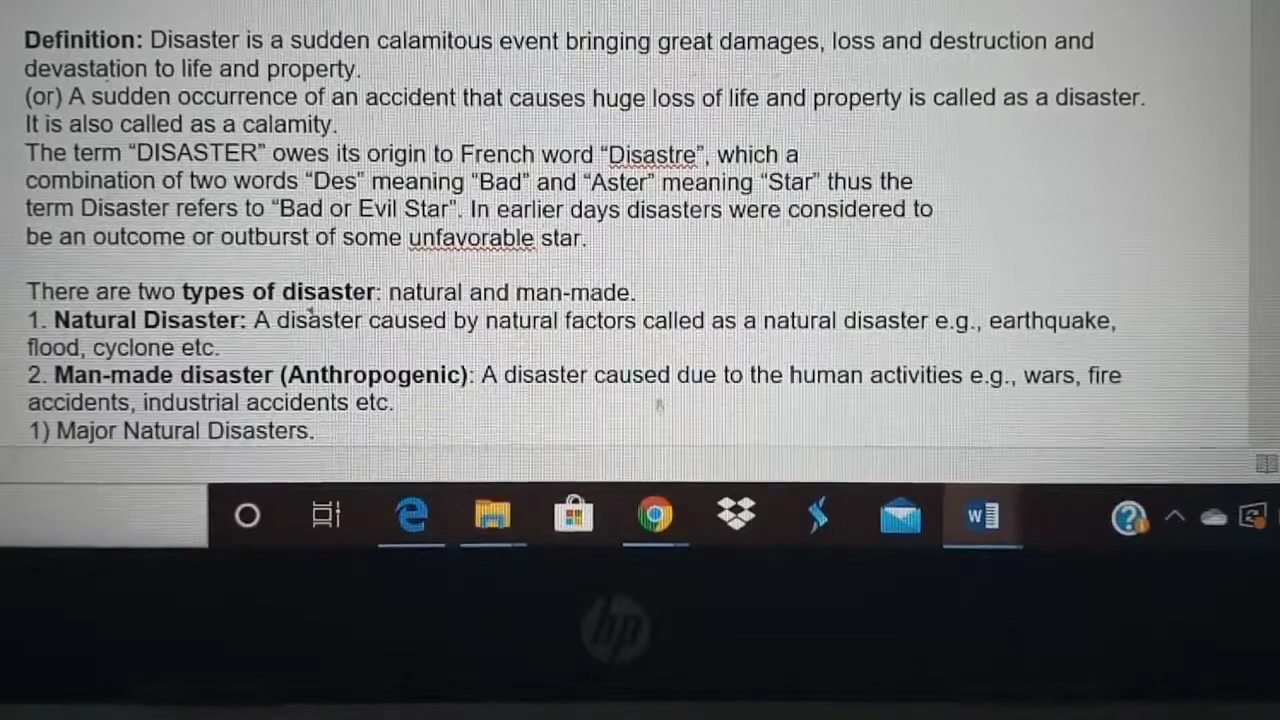 Definition: Disaster is a sudden calamitous event bringing great damages, loss and destruction and
devastation to life and property.
(or) A sudden occurrence of an accident that causes huge loss of life and property is called as a disaster.
It is also called as a calamity.
The term “DISASTER” owes its origin to French word “Disastre”, which a
combination of two words “Des” meaning “Bad” and “Aster” meaning “Star” thus the
term Disaster refers to “Bad or Evil Star”. In earlier days disasters were considered to
be an outcome or outburst of some unfavorable star.
There are two types of disaster: natural and man-made.
1. Natural Disaster: A disaster caused by natural factors called as a natural disaster e.g., earthquake,
flood, cyclone etc.
2. Man-made disaster (Anthropogenic): A disaster caused due to the human activities e.g., wars, fire
accidents, industrial accidents etc.
1) Major Natural Disasters.
W
hp